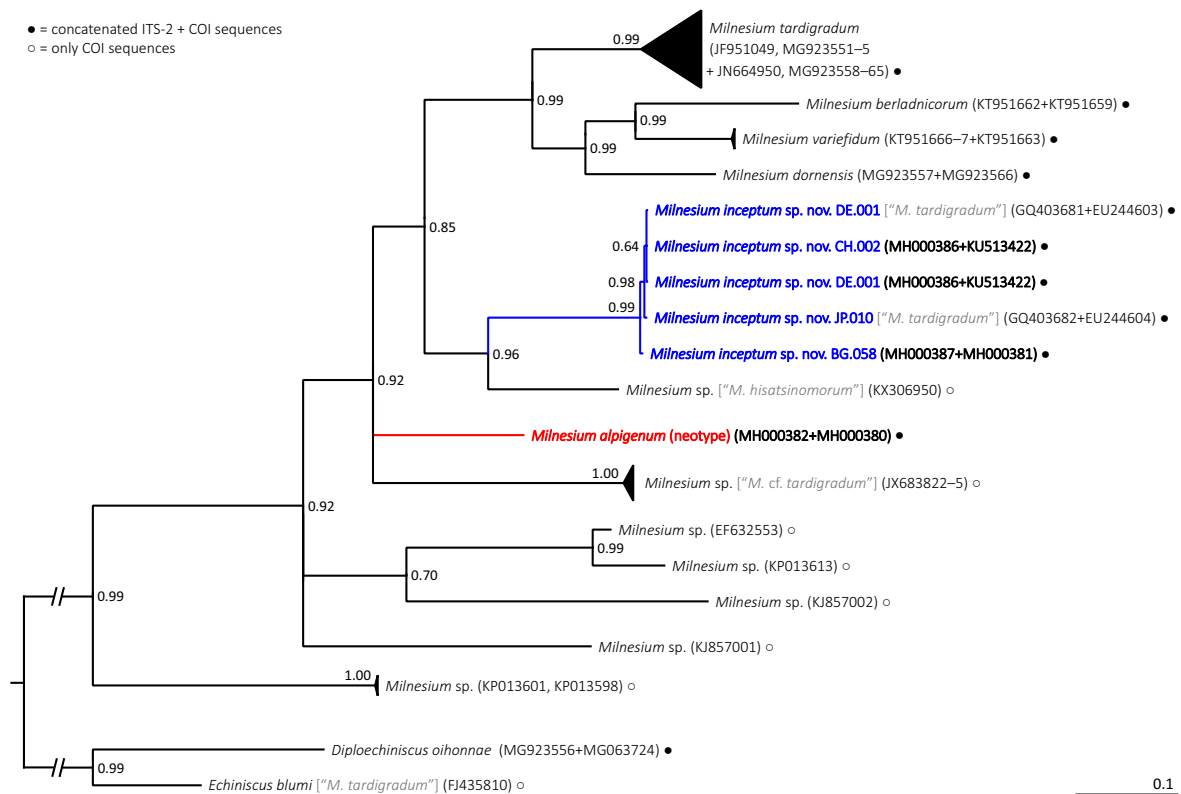 ● = concatenated ITS-2 + COI sequences
○ = only COI sequences
0.99
Milnesium tardigradum
(JF951049, MG923551–5
+ JN664950, MG923558–65) ●
0.99
Milnesium berladnicorum (KT951662+KT951659) ●
0.99
Milnesium variefidum (KT951666–7+KT951663) ●
0.99
Milnesium dornensis (MG923557+MG923566) ●
0.85
Milnesium inceptum sp. nov. DE.001 ["M. tardigradum"] (GQ403681+EU244603) ●
0.64
Milnesium inceptum sp. nov. CH.002 (MH000386+KU513422) ●
0.98
Milnesium inceptum sp. nov. DE.001 (MH000386+KU513422) ●
0.99
Milnesium inceptum sp. nov. JP.010 ["M. tardigradum"] (GQ403682+EU244604) ●
Milnesium inceptum sp. nov. BG.058 (MH000387+MH000381) ●
0.96
Milnesium sp. ["M. hisatsinomorum"] (KX306950) ○
0.92
Milnesium alpigenum (neotype) (MH000382+MH000380) ●
1.00
Milnesium sp. ["M. cf. tardigradum"] (JX683822–5) ○
0.92
Milnesium sp. (EF632553) ○
0.99
Milnesium sp. (KP013613) ○
0.70
Milnesium sp. (KJ857002) ○
0.99
Milnesium sp. (KJ857001) ○
1.00
Milnesium sp. (KP013601, KP013598) ○
Diploechiniscus oihonnae (MG923556+MG063724) ●
0.99
Echiniscus blumi ["M. tardigradum"] (FJ435810) ○
0.1